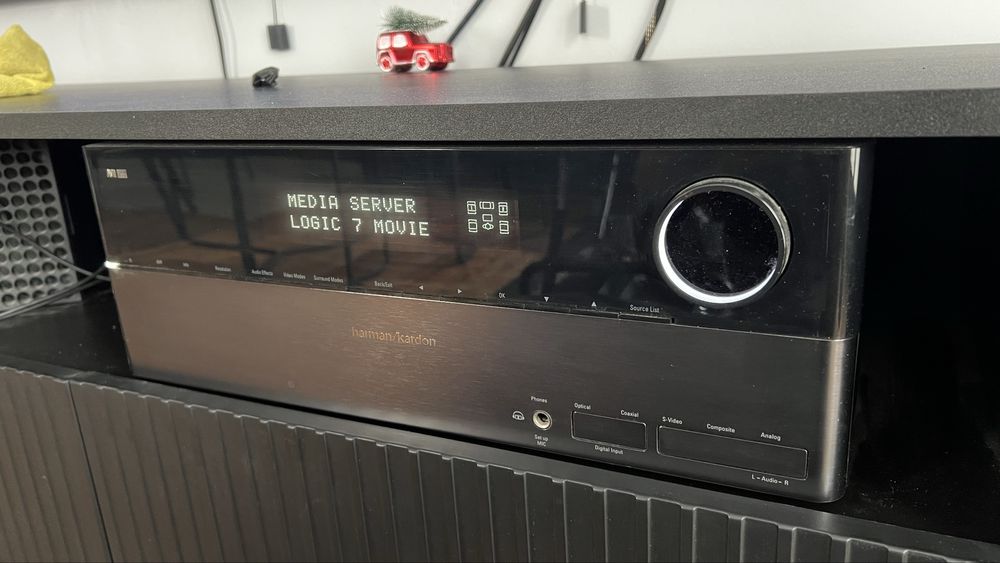 MEDIA SERVER
LOGIC 7 MOVIE
Resolution
Audio Effects
Video Modes
Surround Modes
Back/Exit
OK
Source List
harman/kardon
Phones
Set up
MIC
Optical
Coaxial
Digital Input
S-Video
Composite
Analog
L – Audio – R